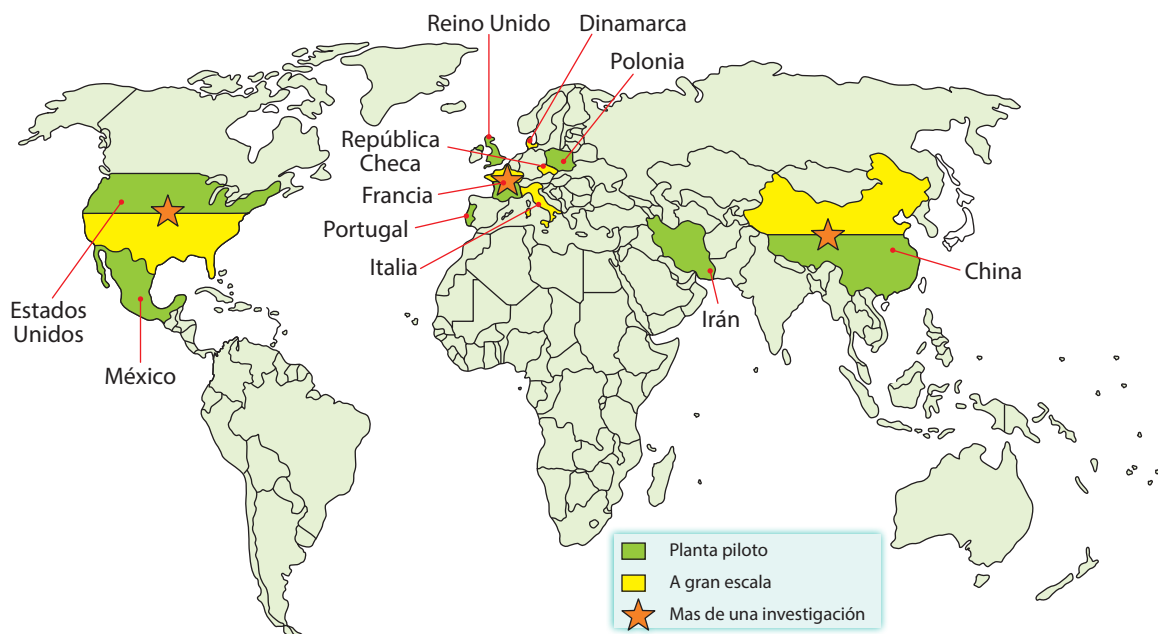 Reino Unido
Dinamarca
Polonia
República
Checa
Francia
Portugal
Italia
Estados
Unidos
México
Irán
China
Planta piloto
A gran escala
Mas de una investigación